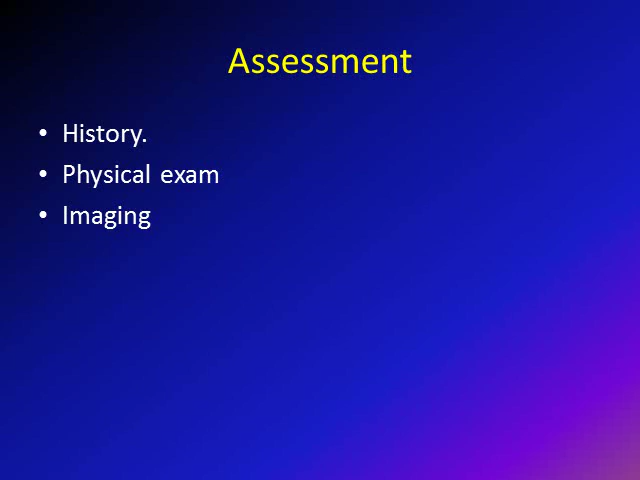 Assessment
• History.
• Physical exam
• Imaging